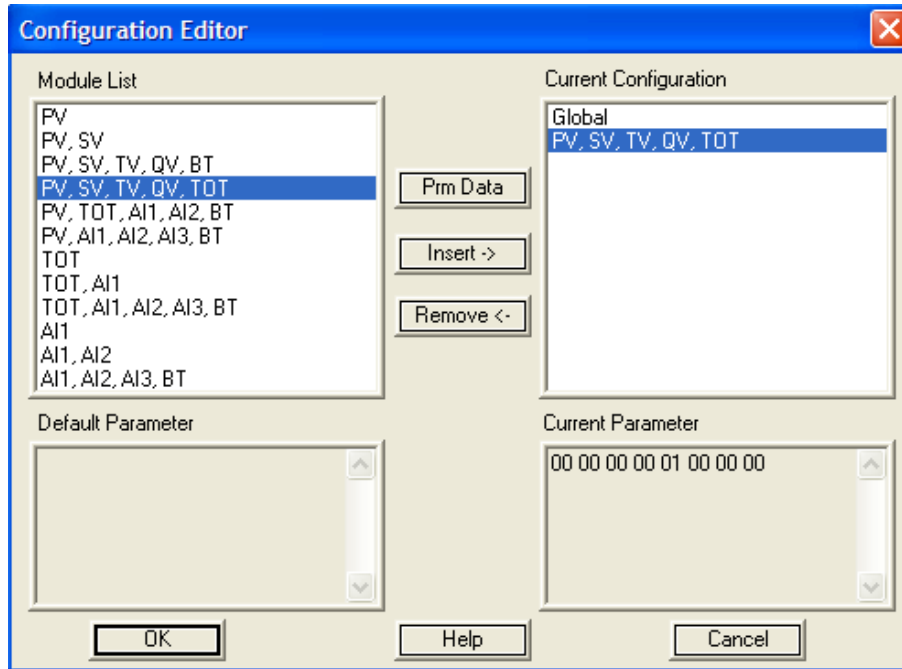 Configuration Editor
Module List
PV
PV, SV
PV, SV, TV, QV, BT
PV, SV, TV, QV, TOT
PV, TOT, AI1, AI2, BT
PV, AI1, AI2, AI3, BT
TOT
TOT, AI1
TOT, AI1, AI2, AI3, BT
AI1
AI1, AI2
AI1, AI2, AI3, BT
Prm Data
Insert ->
Remove <-
Current Configuration
Global
PV, SV, TV, QV, TOT
Default Parameter
Current Parameter
00 00 00 00 01 00 00 00
OK
Help
Cancel